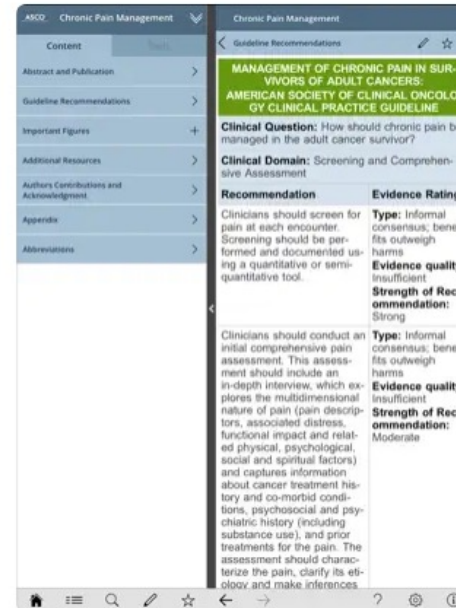 ASCO Chronic Pain Management
Content
Abstract and Publication
Guideline Recommendations
Important Figures
Additional Resources
Authors Contributions and
Acknowledgment
Appendix
Abbreviations
Chronic Pain Management
Guideline Recommendations
MANAGEMENT OF CHRONIC PAIN IN SUR-
VIVORS OF ADULT CANCERS:
AMERICAN SOCIETY OF CLINICAL ONCOLO
GY CLINICAL PRACTICE GUIDELINE
Clinical Question: How should chronic pain b
managed in the adult cancer
survivor?
Clinical Domain: Screening and Comprehen-
sive Assessment
Recommendation
Clinicians should screen for
pain at each encounter.
Screening should be per-
formed and documented us-
ing a quantitative or semi-
quantitative tool.
Evidence Rating
Type: Informal
consensus; bene
fits outweigh
harms
Evidence quality
Insufficient
Strength of Rec
ommendation:
Strong
Clinicians should conduct an
initial comprehensive pain
assessment. This assess-
ment should include an
in-depth interview, which ex-
plores the multidimensional
nature of pain (pain descrip-
tors, associated distress,
functional impact and relat-
ed physical, psychological,
social and spiritual factors)
and captures information
about cancer treatment his-
tory and co-morbid condi-
tions, psychosocial and psy-
chiatric history (including
substance use), and prior
treatments for the pain. The
assessment should charac-
terize the pain, clarify its eti-
ology and make inferences
Type: Informal
consensus; bene
fits outweigh
harms
Evidence quality
Insufficient
Strength of Rec
ommendation:
Moderate